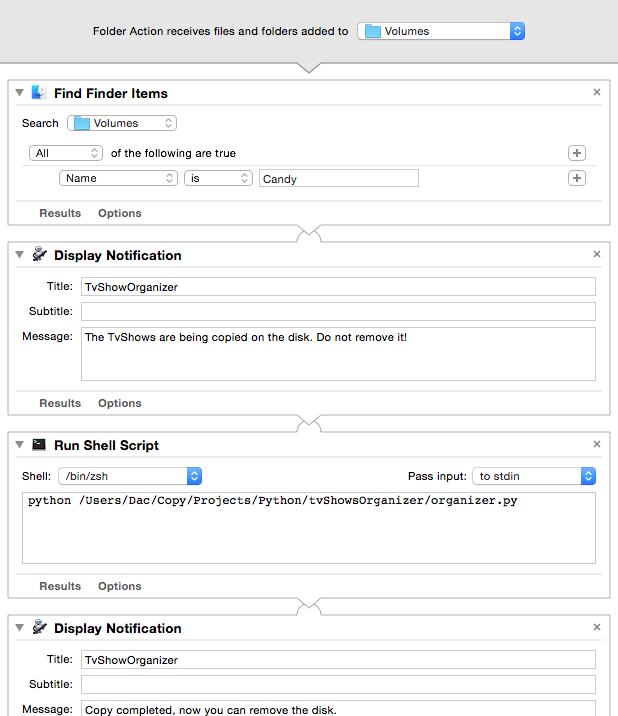 Folder Action receives files and folders added to Volumes
Find Finder Items
Search Volumes
All of the following are true
Name is Candy
Results Options
Display Notification
Title: TvShowOrganizer
Subtitle:
Message: The TvShows are being copied on the disk. Do not remove it!
Results Options
Run Shell Script
Shell: /bin/zsh Pass input: to stdin
python /Users/Dac/Copy/Projects/Python/tvShowsOrganizer/organizer.py
Results Options
Display Notification
Title: TvShowOrganizer
Subtitle:
Message: Copy completed, now you can remove the disk.